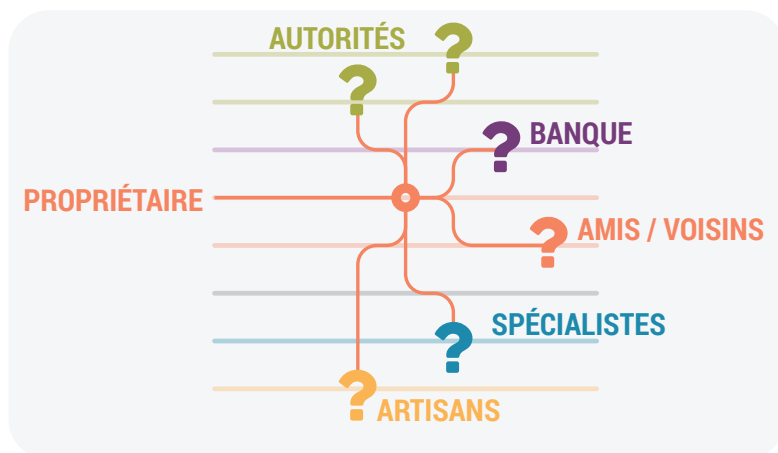 AUTORITÉS
?
?
BANQUE
?
PROPRIÉTAIRE
AMIS / VOISINS
?
SPÉCIALISTES
?
?
ARTISANS